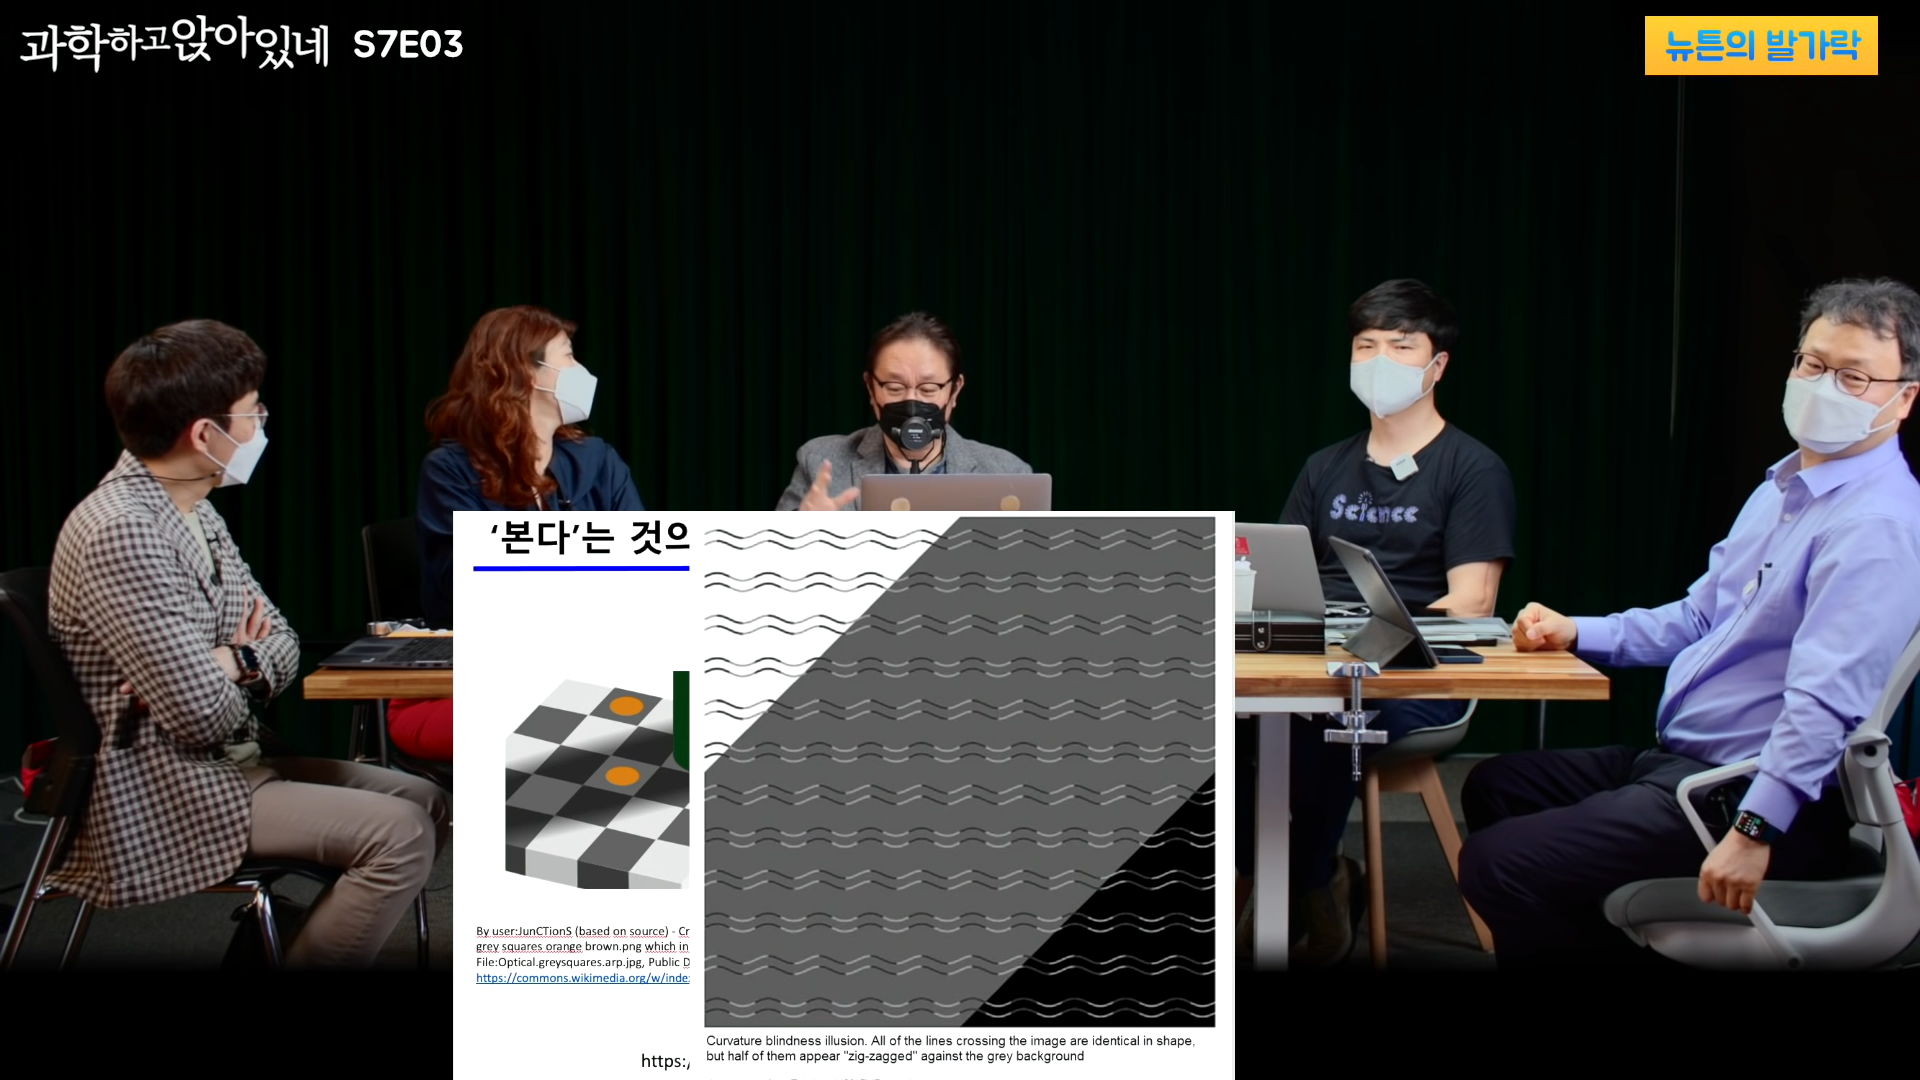 과학하고앉아있네 S7E03
뉴튼의 발가락
Science
‘본다’는 것으
By user:JunCTionS (based on source) - Cr
grey squares orange brown.png which in
File:Optical.greysquares.arp.jpg, Public D
https://commons.wikimedia.org/w/inde
https:/
Curvature blindness illusion. All of the lines crossing the image are identical in shape,
but half of them appear "zig-zagged" against the grey background